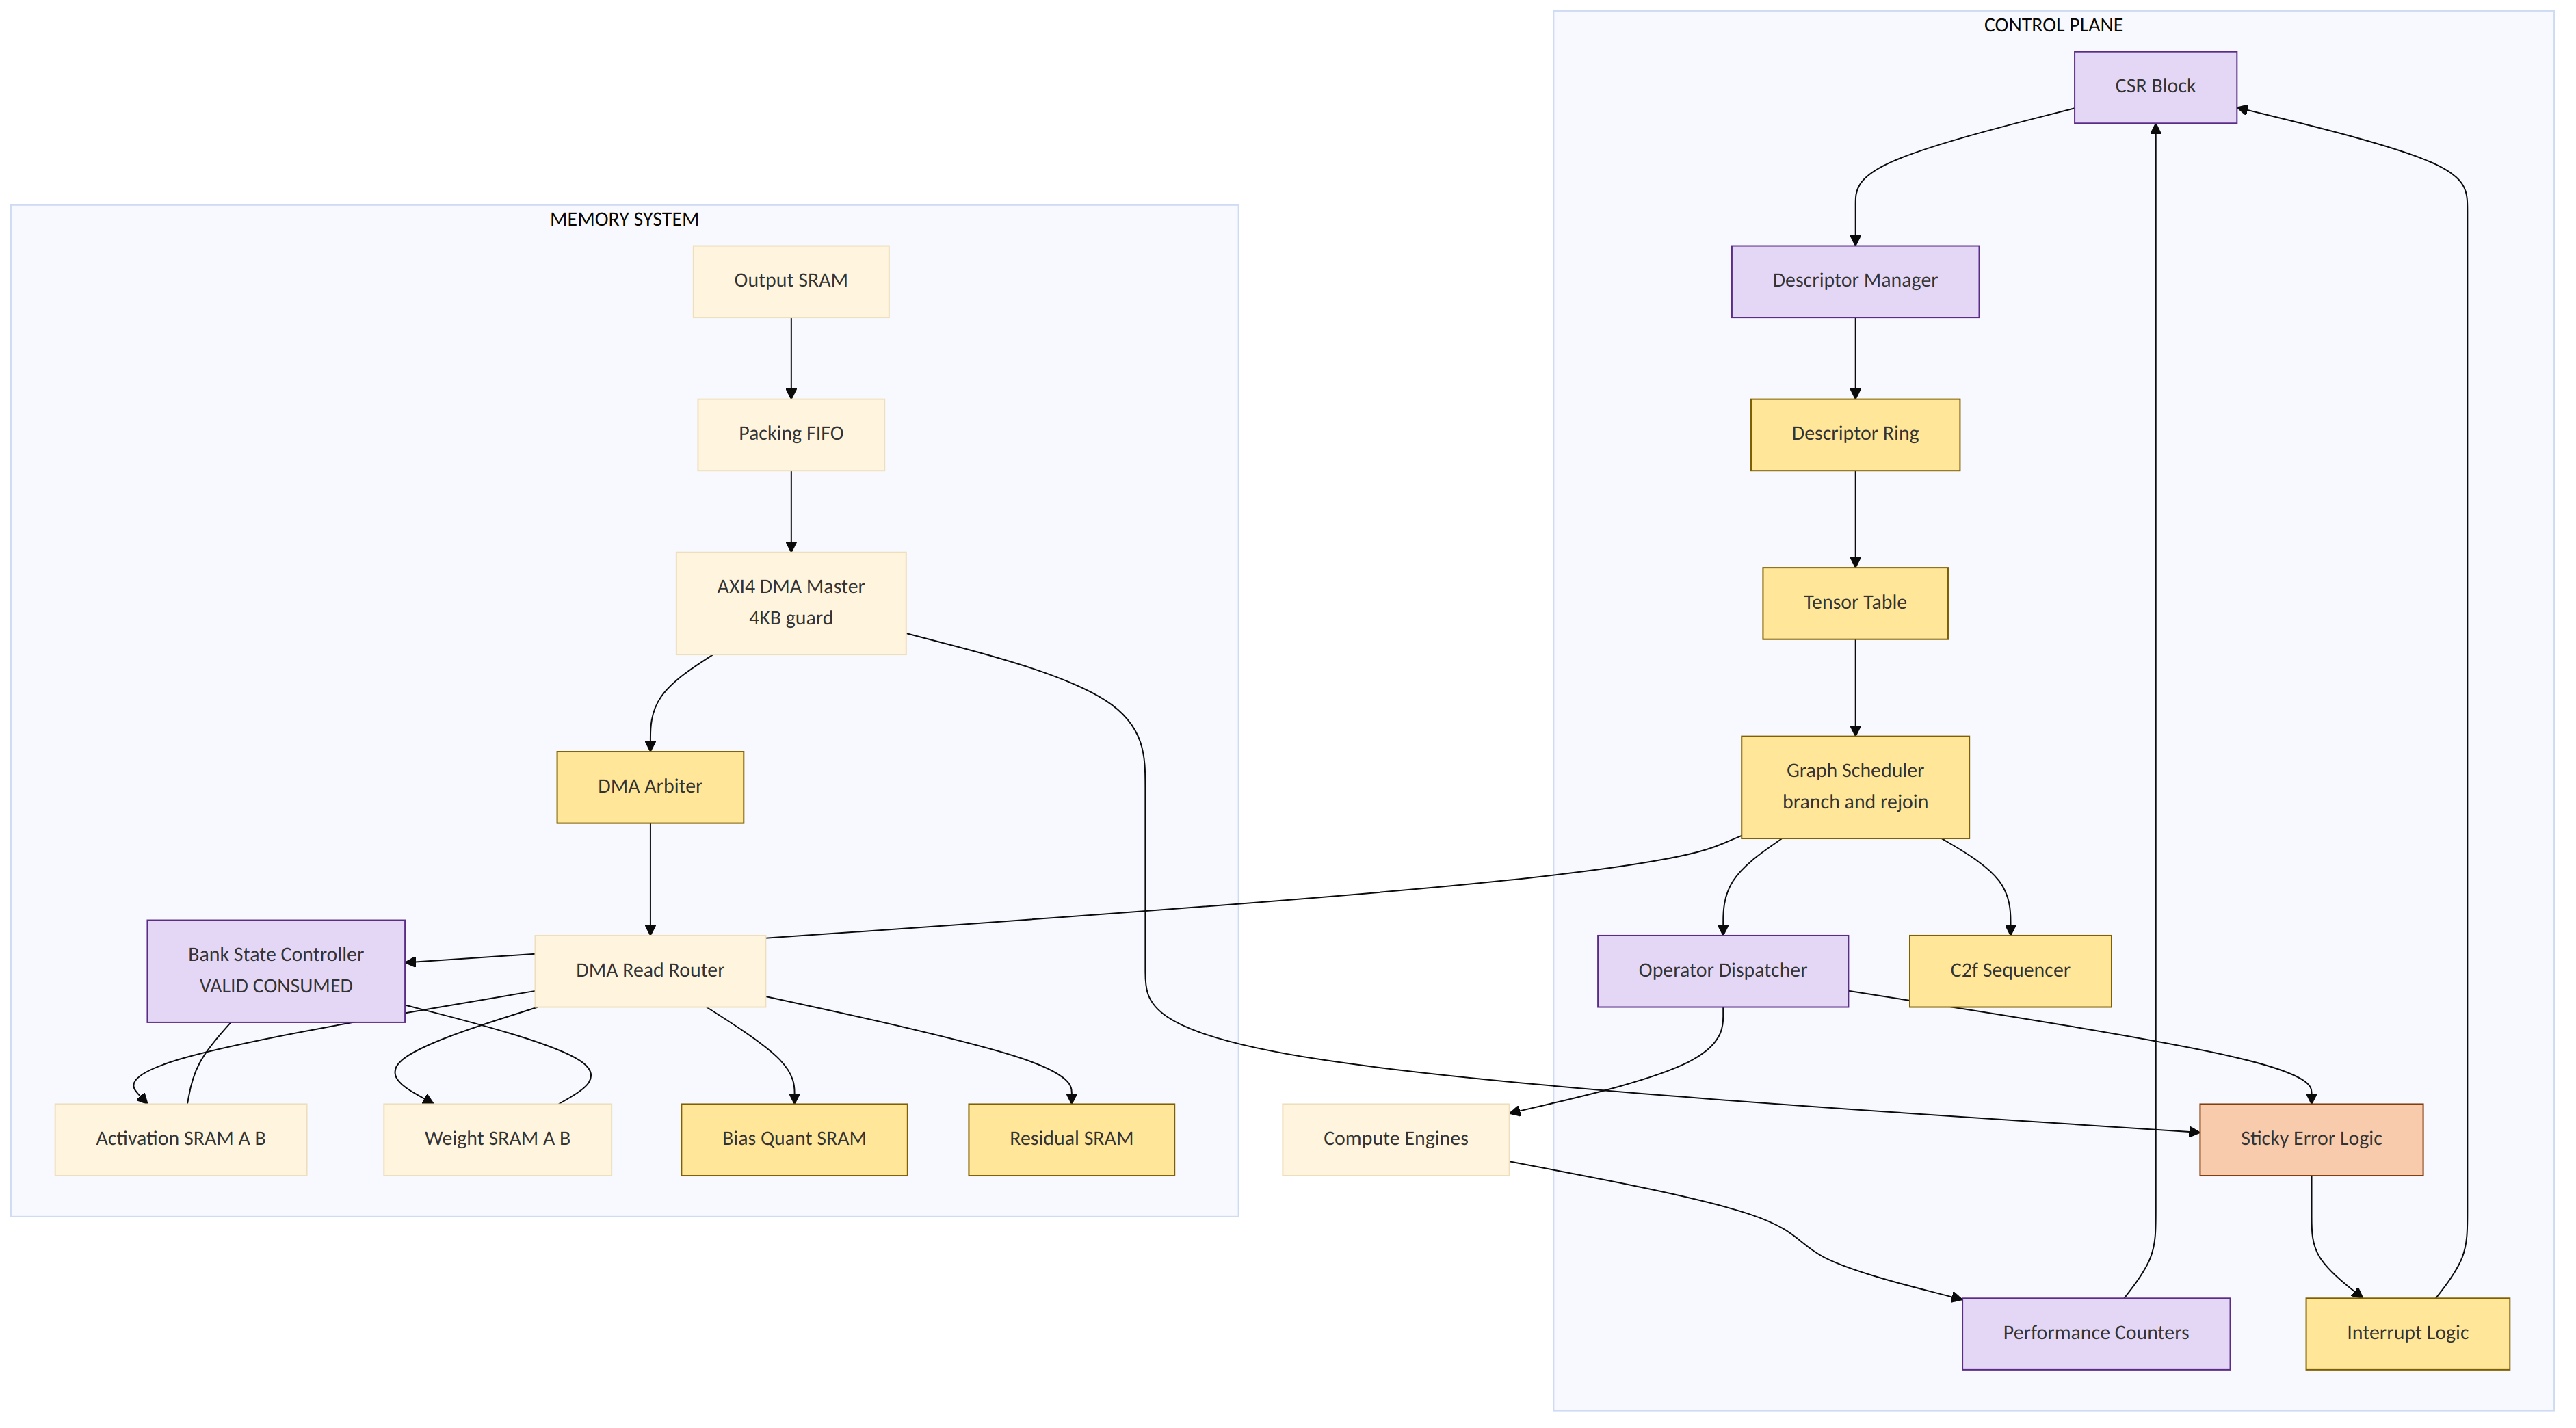 CONTROL PLANE
CSR Block
MEMORY SYSTEM
Output SRAM
Descriptor Manager
Packing FIFO
Descriptor Ring
AXI4 DMA Master
4KB guard
Tensor Table
DMA Arbiter
Graph Scheduler
branch and rejoin
Bank State Controller
VALID CONSUMED
DMA Read Router
Operator Dispatcher
C2f Sequencer
Activation SRAM A B
Weight SRAM A B
Bias Quant SRAM
Residual SRAM
Compute Engines
Sticky Error Logic
Performance Counters
Interrupt Logic